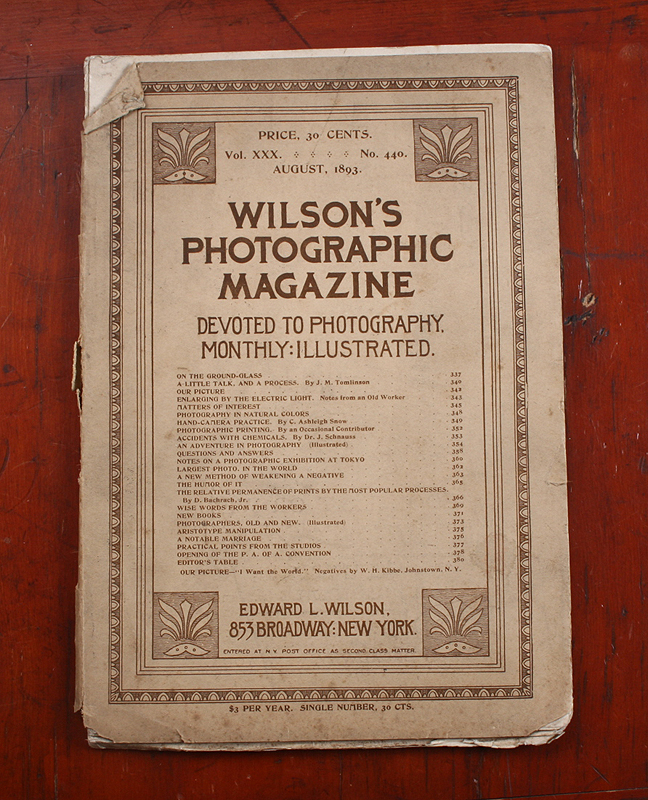 PRICE, 30 CENTS.
Vol. XXX. No. 440.
AUGUST, 1893.
WILSON'S
PHOTOGRAPHIC
MAGAZINE
DEVOTED TO PHOTOGRAPHY.
MONTHLY: ILLUSTRATED.
ON THE GROUND-GLASS 337
A LITTLE TALK, AND A PROCESS. By J. M. Tomlinson 340
OUR PICTURE 342
ENLARGING BY THE ELECTRIC LIGHT. Notes from an Old Worker 343
MATTERS OF INTEREST 345
PHOTOGRAPHY IN NATURAL COLORS 348
HAND-CAMERA PRACTICE. By C. Ashleigh Snow 349
PHOTOGRAPHIC PRINTING. By an Occasional Contributor 352
ACCIDENTS WITH CHEMICALS. By Dr. J. Schnauss 353
AN ADVENTURE IN PHOTOGRAPHY (Illustrated) 354
QUESTIONS AND ANSWERS 358
NOTES ON A PHOTOGRAPHIC EXHIBITION AT TOKYO 360
LARGEST PHOTO. IN THE WORLD 362
A NEW METHOD OF WEAKENING A NEGATIVE 363
THE HUMOR OF IT 365
THE RELATIVE PERMANENCE OF PRINTS BY THE MOST POPULAR PROCESSES.
By D. Bachrach, Jr. 366
WISE WORDS FROM THE WORKERS 369
NEW BOOKS 371
PHOTOGRAPHERS, OLD AND NEW. (Illustrated) 373
ARISTOTYPE MANIPULATION 375
A NOTABLE MARRIAGE 376
PRACTICAL POINTS FROM THE STUDIOS 377
OPENING OF THE P. A. OF A. CONVENTION 378
EDITOR'S TABLE 380
OUR PICTURE—"I Want the World." Negatives by W. H. Kibbe, Johnstown, N. Y.
EDWARD L. WILSON,
853 BROADWAY: NEW YORK.
ENTERED AT N. Y. POST OFFICE AS SECOND CLASS MATTER.
$3 PER YEAR. SINGLE NUMBER, 30 CTS.